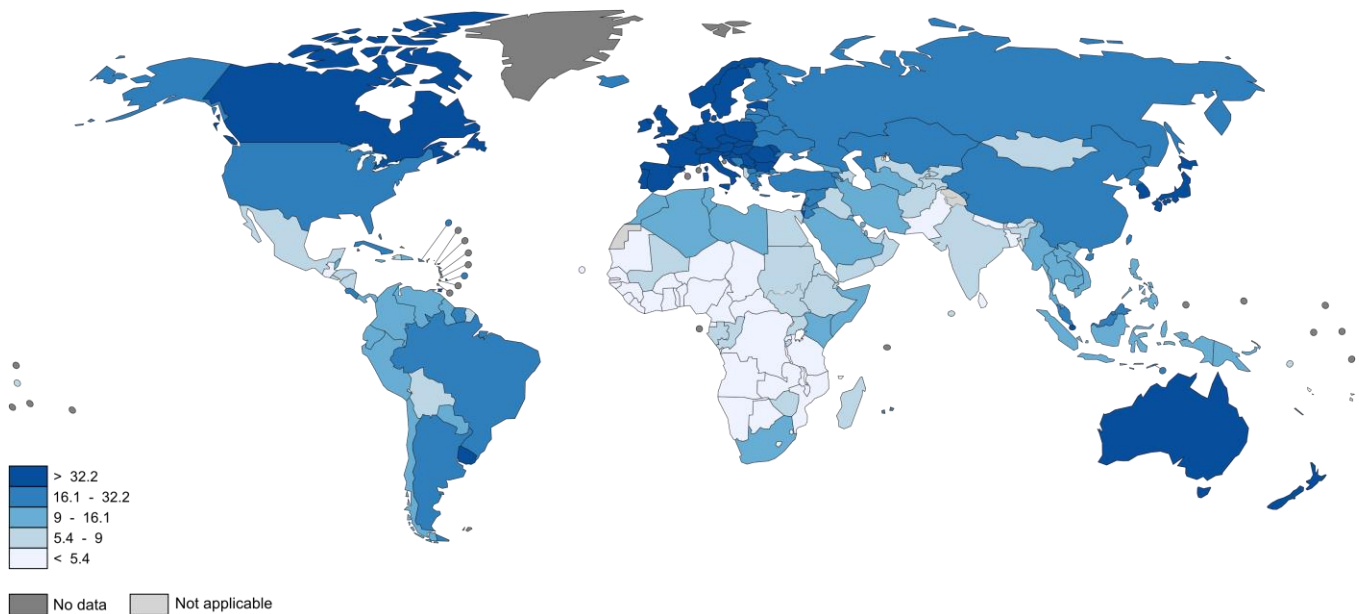 > 32.2
16.1 - 32.2
9 - 16.1
5.4 - 9
< 5.4
No data
Not applicable